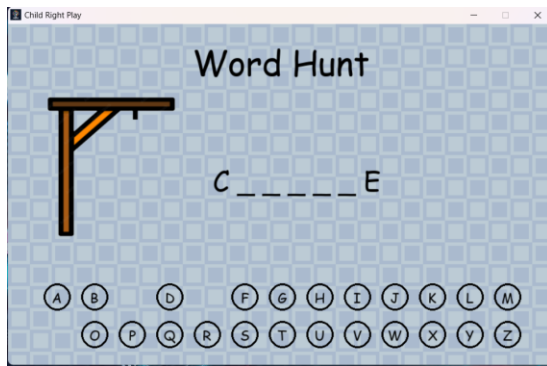 Child Right Play
Word Hunt
C _ _ _ _ _ E
A B D F G H I J K L M
O P Q R S T U V W X Y Z